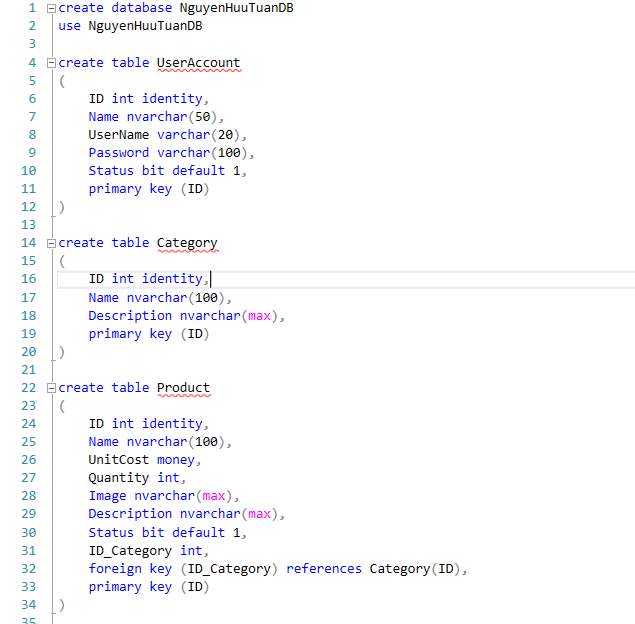 1 create database NguyenHuuTuanDB
2 use NguyenHuuTuanDB
3
4 create table UserAccount
5 (
6 ID int identity,
7 Name nvarchar(50),
8 UserName varchar(20),
9 Password varchar(100),
10 Status bit default 1,
11 primary key (ID)
12 )
13
14 create table Category
15 (
16 ID int identity,
17 Name nvarchar(100),
18 Description nvarchar(max),
19 primary key (ID)
20 )
21
22 create table Product
23 (
24 ID int identity,
25 Name nvarchar(100),
26 UnitCost money,
27 Quantity int,
28 Image nvarchar(max),
29 Description nvarchar(max),
30 Status bit default 1,
31 ID_Category int,
32 foreign key (ID_Category) references Category(ID),
33 primary key (ID)
34 )
35